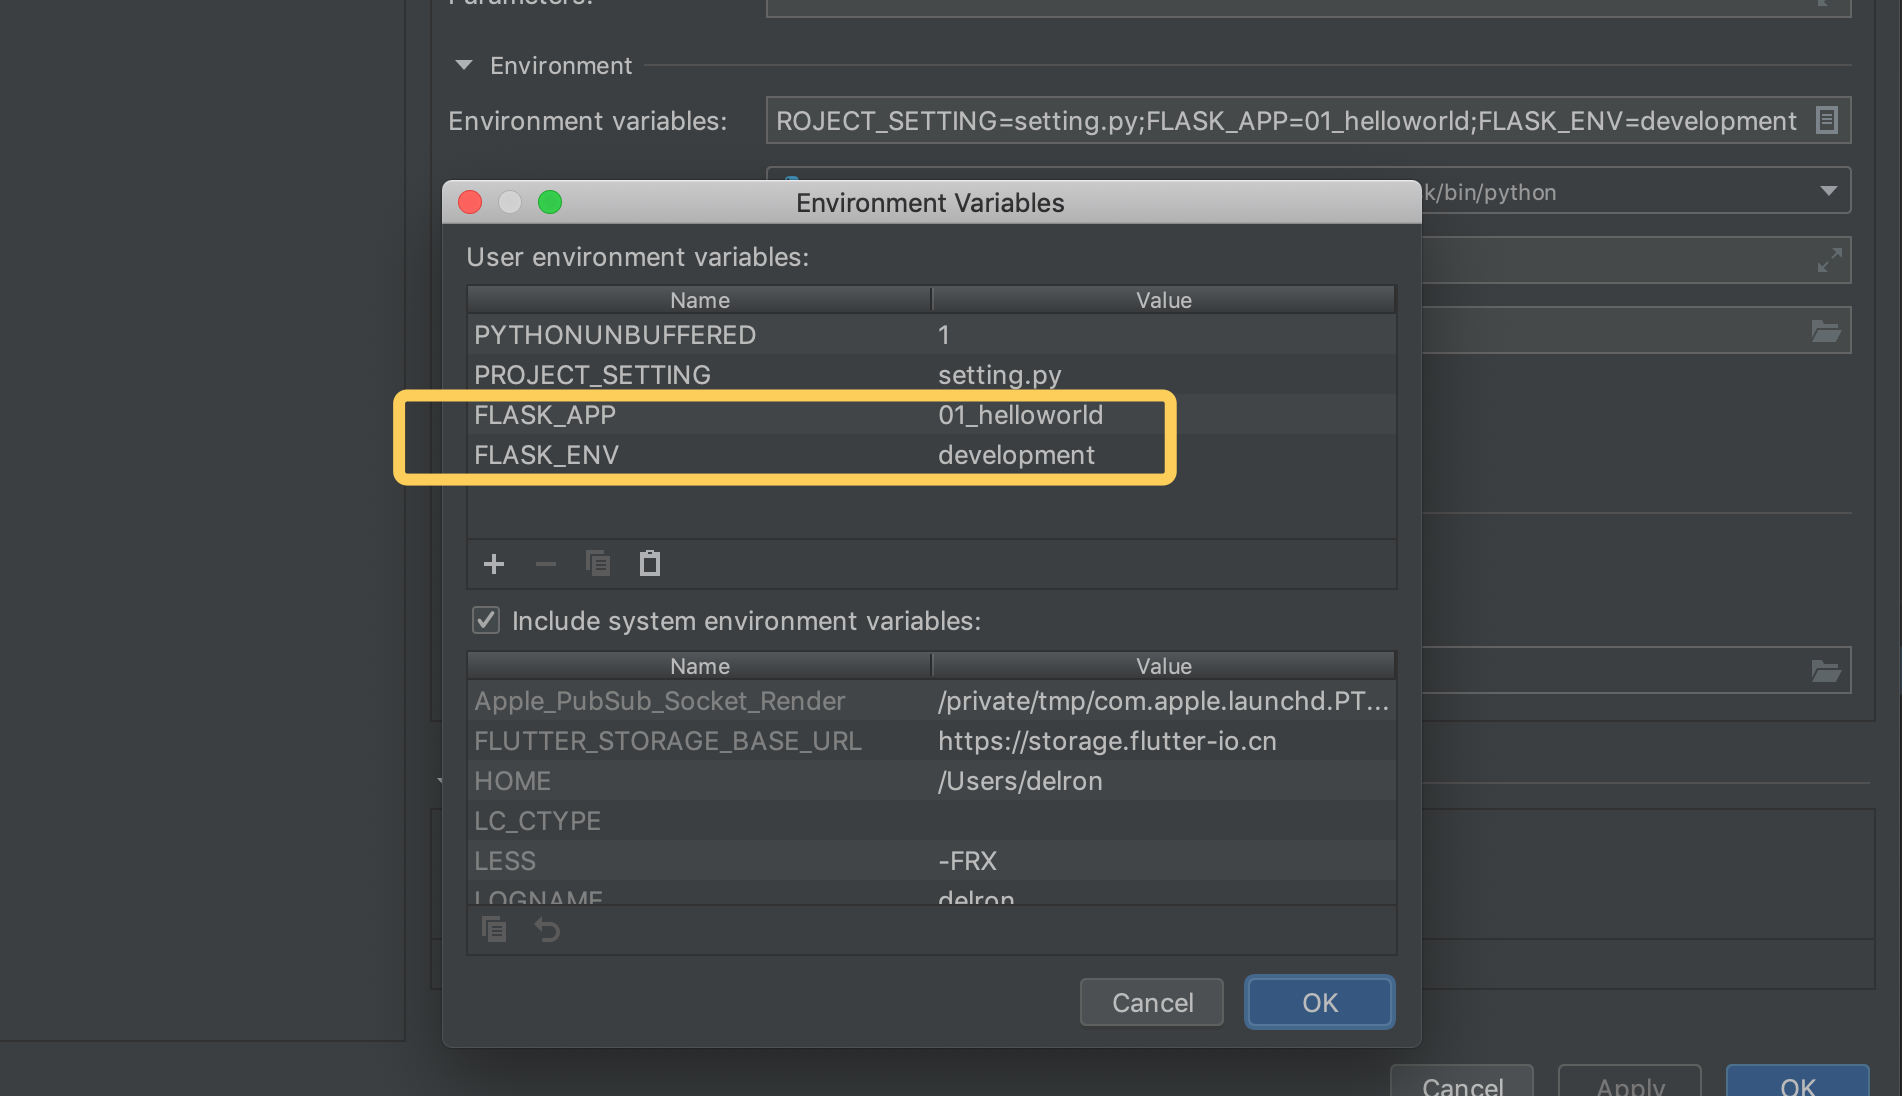 Parameters:
Environment
Environment variables: ROJECT_SETTING=setting.py;FLASK_APP=01_helloworld;FLASK_ENV=development
k/bin/python
Environment Variables
User environment variables:
Name Value
PYTHONUNBUFFERED 1
PROJECT_SETTING setting.py
FLASK_APP 01_helloworld
FLASK_ENV development
Include system environment variables:
Name Value
Apple_PubSub_Socket_Render /private/tmp/com.apple.launchd.PT...
FLUTTER_STORAGE_BASE_URL https://storage.flutter-io.cn
HOME /Users/delron
LC_CTYPE
LESS -FRX
LOGNAME delron
Cancel OK
Cancel Apply OK